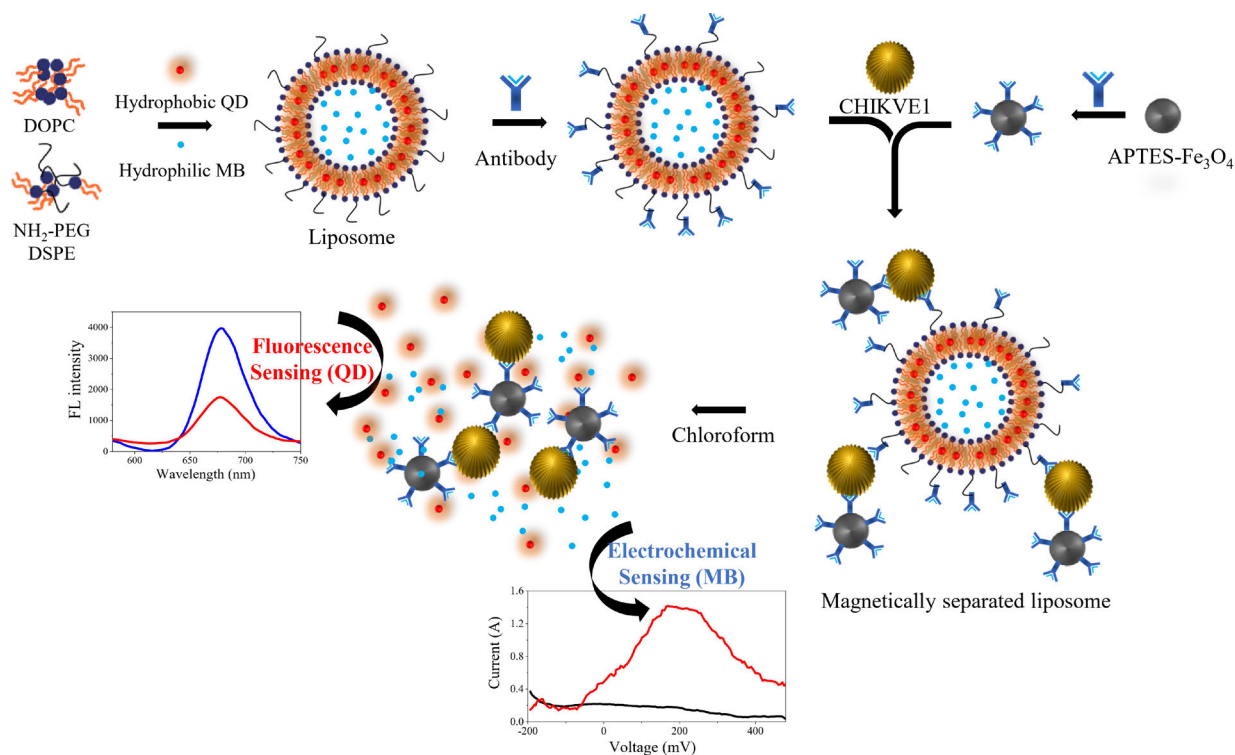 DOPC
NH₂-PEG
DSPE
Hydrophobic QD
Hydrophilic MB
Liposome
Antibody
CHIKVE1
APTES-Fe₃O₄
Magnetically separated liposome
Chloroform
Fluorescence
Sensing (QD)
FL intensity
4000
3000
2000
1000
0
600
650
700
750
Wavelength (nm)
Electrochemical
Sensing (MB)
Current (A)
1.6
1.2
0.8
0.4
0.0
-200
0
200
400
Voltage (mV)